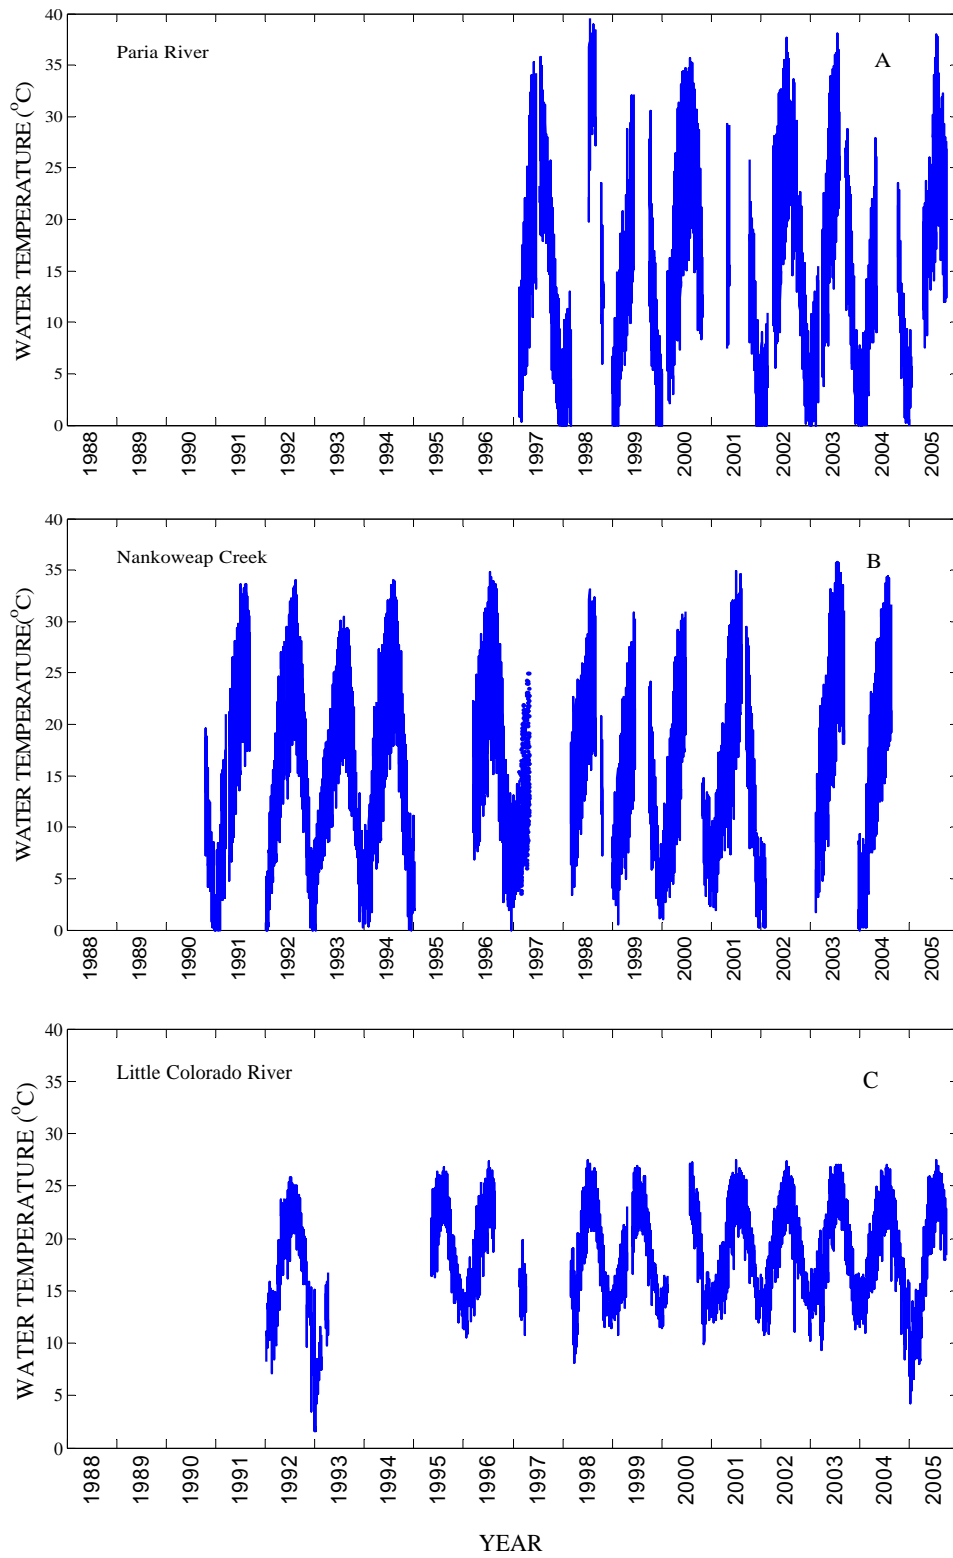 40
35
30
25
20
15
10
5
0
WATER TEMPERATURE (°C)
Paria River
A
1988 1989 1990 1991 1992 1993 1994 1995 1996 1997 1998 1999 2000 2001 2002 2003 2004 2005
40
35
30
25
20
15
10
5
0
WATER TEMPERATURE(°C)
Nankoweap Creek
B
1988 1989 1990 1991 1992 1993 1994 1995 1996 1997 1998 1999 2000 2001 2002 2003 2004 2005
40
35
30
25
20
15
10
5
0
WATER TEMPERATURE (°C)
Little Colorado River
C
1988 1989 1990 1991 1992 1993 1994 1995 1996 1997 1998 1999 2000 2001 2002 2003 2004 2005
YEAR